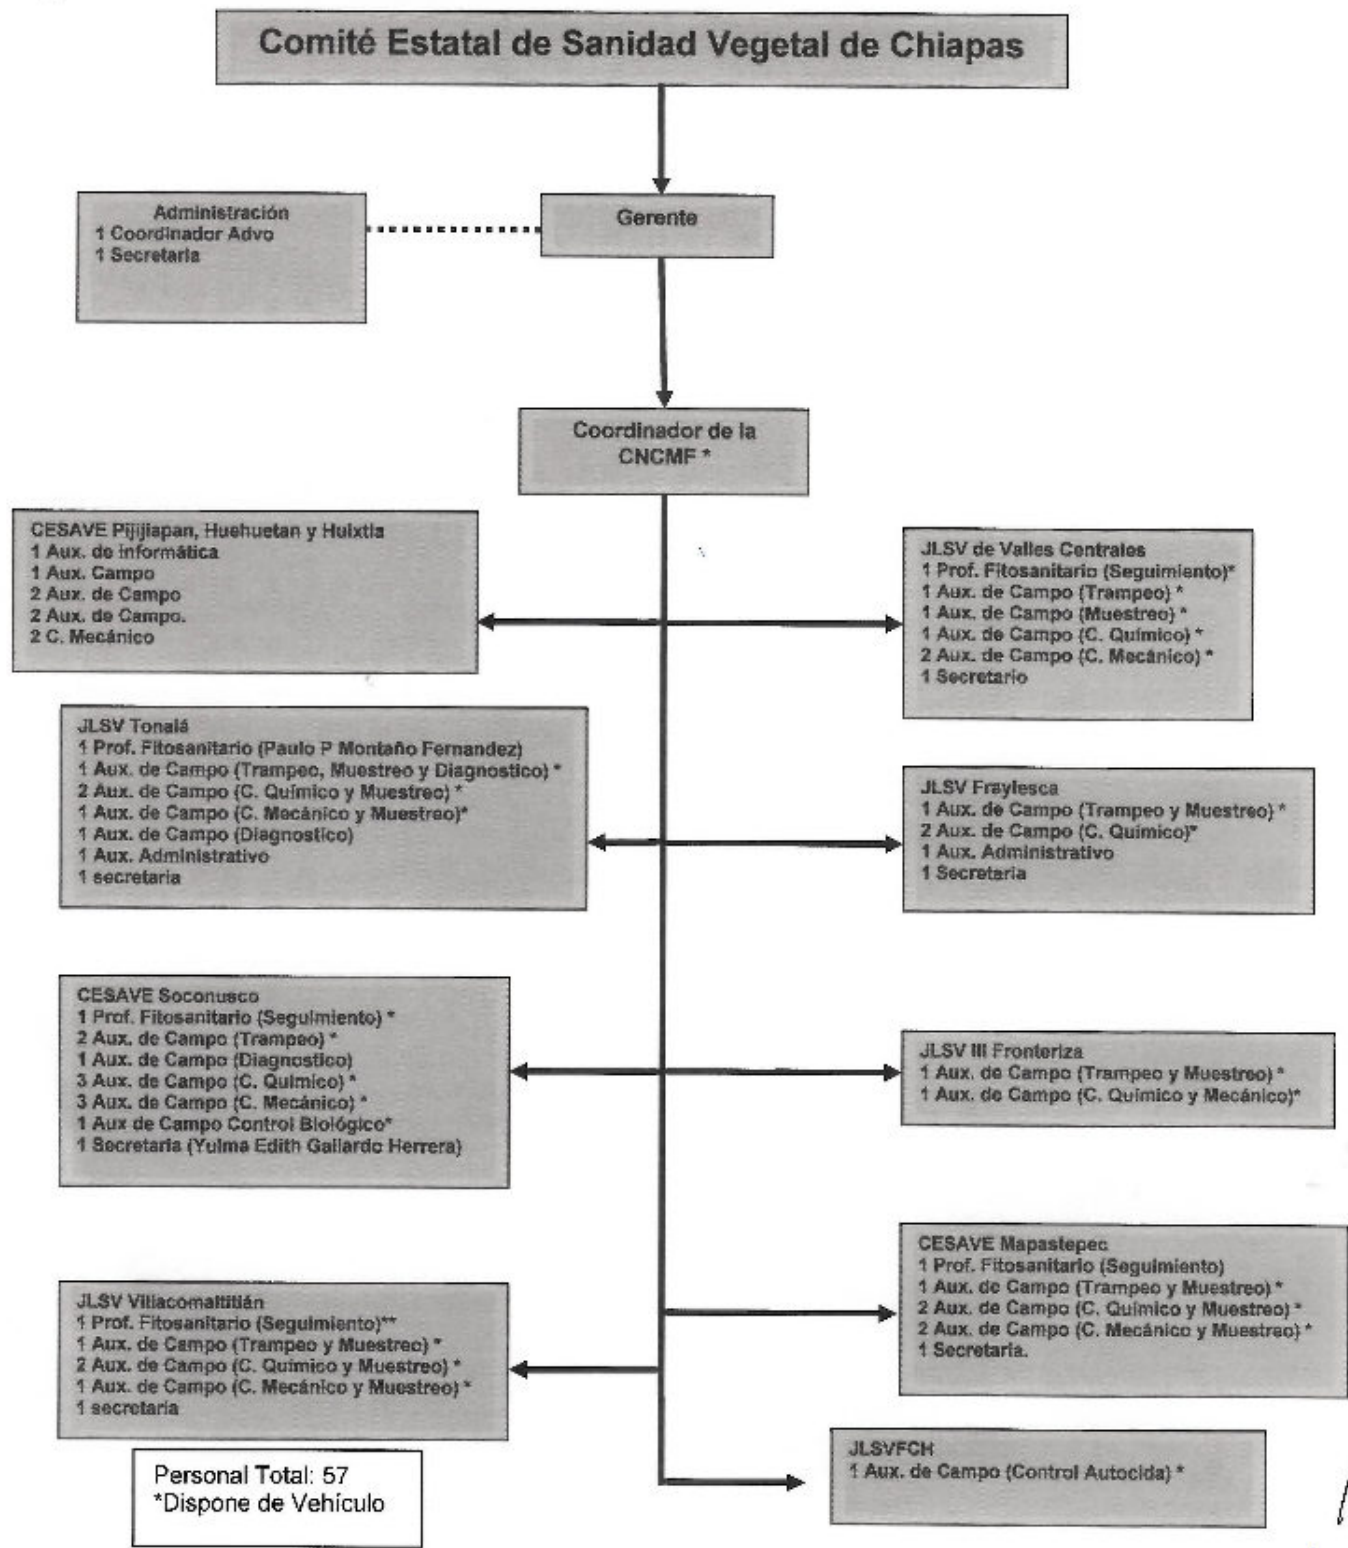 Comité Estatal de Sanidad Vegetal de Chiapas
Administración
1 Coordinador Advo
1 Secretaria
Gerente
Coordinador de la
CNCMF *
CESAVE Pijijiapan, Huehuetan y Huixtla
1 Aux. de Informática
1 Aux. Campo
2 Aux. de Campo
2 Aux. de Campo.
2 C. Mecánico
JLSV de Valles Centrales
1 Prof. Fitosanitario (Seguimiento)*
1 Aux. de Campo (Trampeo) *
1 Aux. de Campo (Muestreo) *
1 Aux. de Campo (C. Químico) *
2 Aux. de Campo (C. Mecánico) *
1 Secretario
JLSV Tonalá
1 Prof. Fitosanitario (Paulo P Montaño Fernandez)
1 Aux. de Campo (Trampeo, Muestreo y Diagnostico) *
2 Aux. de Campo (C. Químico y Muestreo) *
1 Aux. de Campo (C. Mecánico y Muestreo)*
1 Aux. de Campo (Diagnostico)
1 Aux. Administrativo
1 secretaria
JLSV Fraylesca
1 Aux. de Campo (Trampeo y Muestreo) *
2 Aux. de Campo (C. Químico)*
1 Aux. Administrativo
1 Secretaria
CESAVE Soconusco
1 Prof. Fitosanitario (Seguimiento) *
2 Aux. de Campo (Trampeo) *
1 Aux. de Campo (Diagnostico)
3 Aux. de Campo (C. Químico) *
3 Aux. de Campo (C. Mecánico) *
1 Aux de Campo Control Biológico*
1 Secretaria (Yulma Edith Gallardo Herrera)
JLSV III Fronteriza
1 Aux. de Campo (Trampeo y Muestreo) *
1 Aux. de Campo (C. Químico y Mecánico)*
CESAVE Mapastepec
1 Prof. Fitosanitario (Seguimiento)
1 Aux. de Campo (Trampeo y Muestreo) *
2 Aux. de Campo (C. Químico y Muestreo) *
2 Aux. de Campo (C. Mecánico y Muestreo) *
1 Secretaria.
JLSV Villacomaltitlán
1 Prof. Fitosanitario (Seguimiento)**
1 Aux. de Campo (Trampeo y Muestreo) *
2 Aux. de Campo (C. Químico y Muestreo) *
1 Aux. de Campo (C. Mecánico y Muestreo) *
1 secretaria
JLSVFCH
1 Aux. de Campo (Control Autocida) *
Personal Total: 57
*Dispone de Vehículo